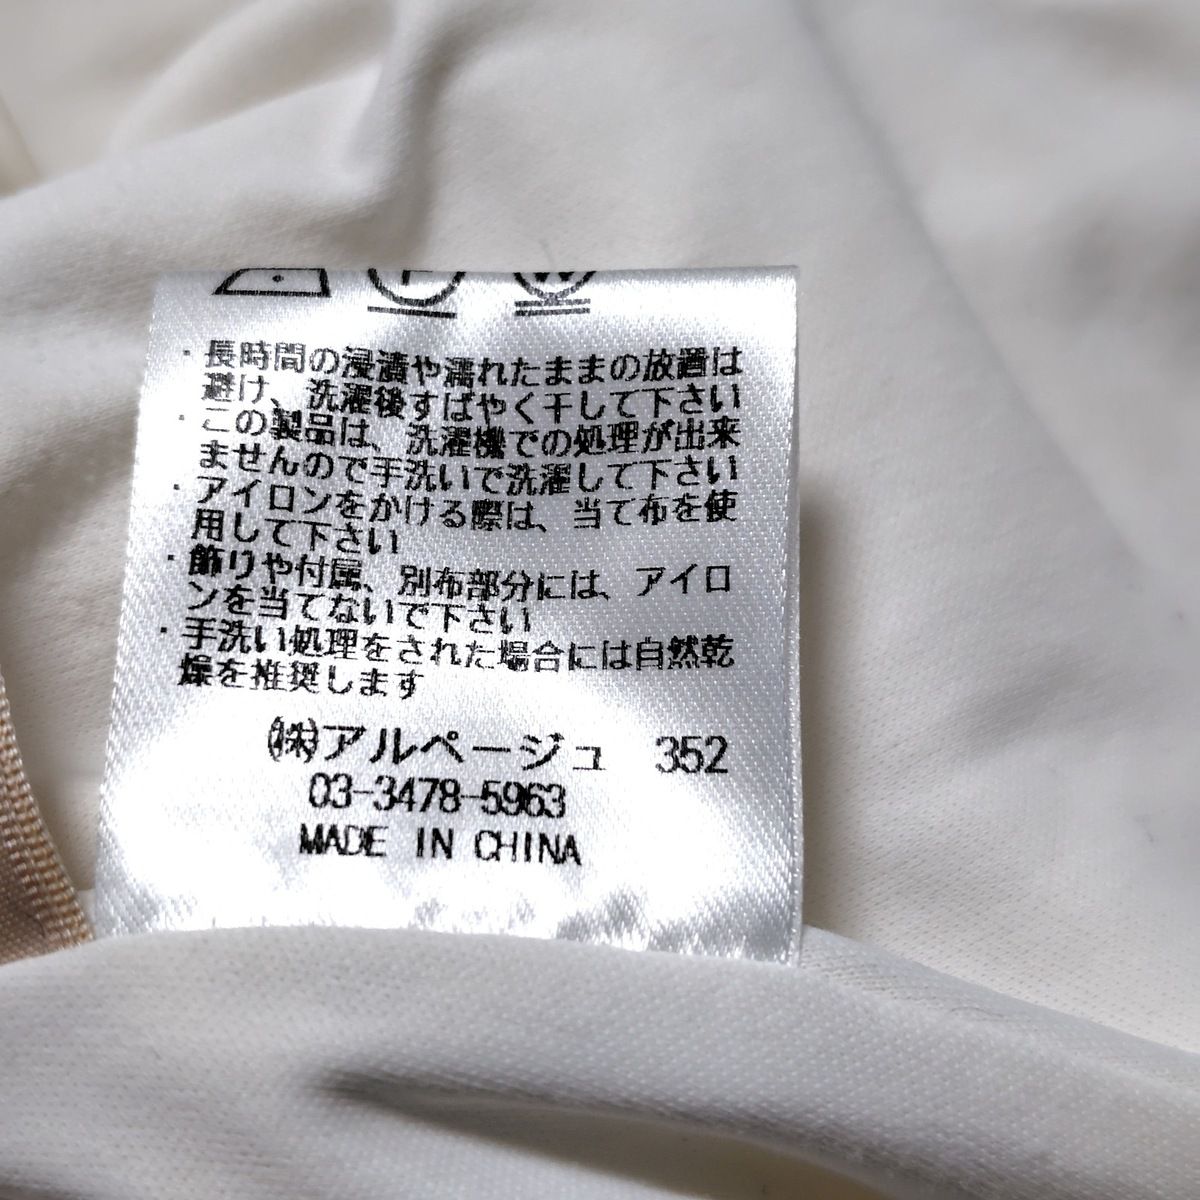 ・長時間の浸漬や濡れたままの放置は
避け、洗濯後すばやく干して下さい
・この製品は、洗濯機での処理が出来
ませんので手洗いで洗濯して下さい
・アイロンをかける際は、当て布を使
用して下さい
・飾りや付属、別布部分には、アイロ
ンを当てないで下さい
・手洗い処理をされた場合には自然乾
燥を推奨します
㈱アルページュ 352
03-3478-5963
MADE IN CHINA